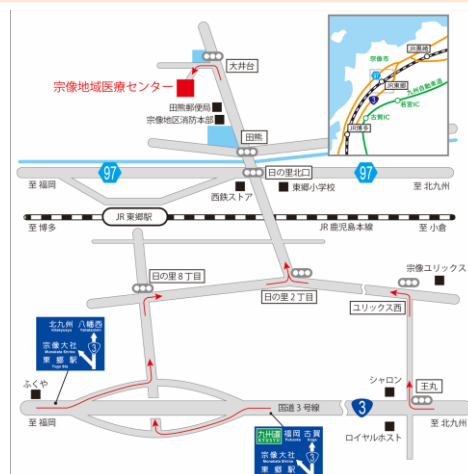 大井台
宗像地域医療センター
田熊郵便局
宗像地区消防本部
田熊
日の里北口
97
97
至 福岡
西鉄ストア
東郷小学校
至 北九州
JR 東郷駅
至 博多
JR 鹿児島本線
至 小倉
日の里8丁目
日の里2丁目
宗像ユリックス
ユリックス西
北九州 八幡西
宗像大社
東郷駅
3
ふくや
至 福岡
国道3号線
3
シャロン
王丸
至 北九州
ロイヤルホスト
九州道 福岡 古賀
宗像大社
東郷駅
3
JR黒崎
宗像市
JR東郷
3
九州自動車道
若宮IC
古賀IC
JR博多